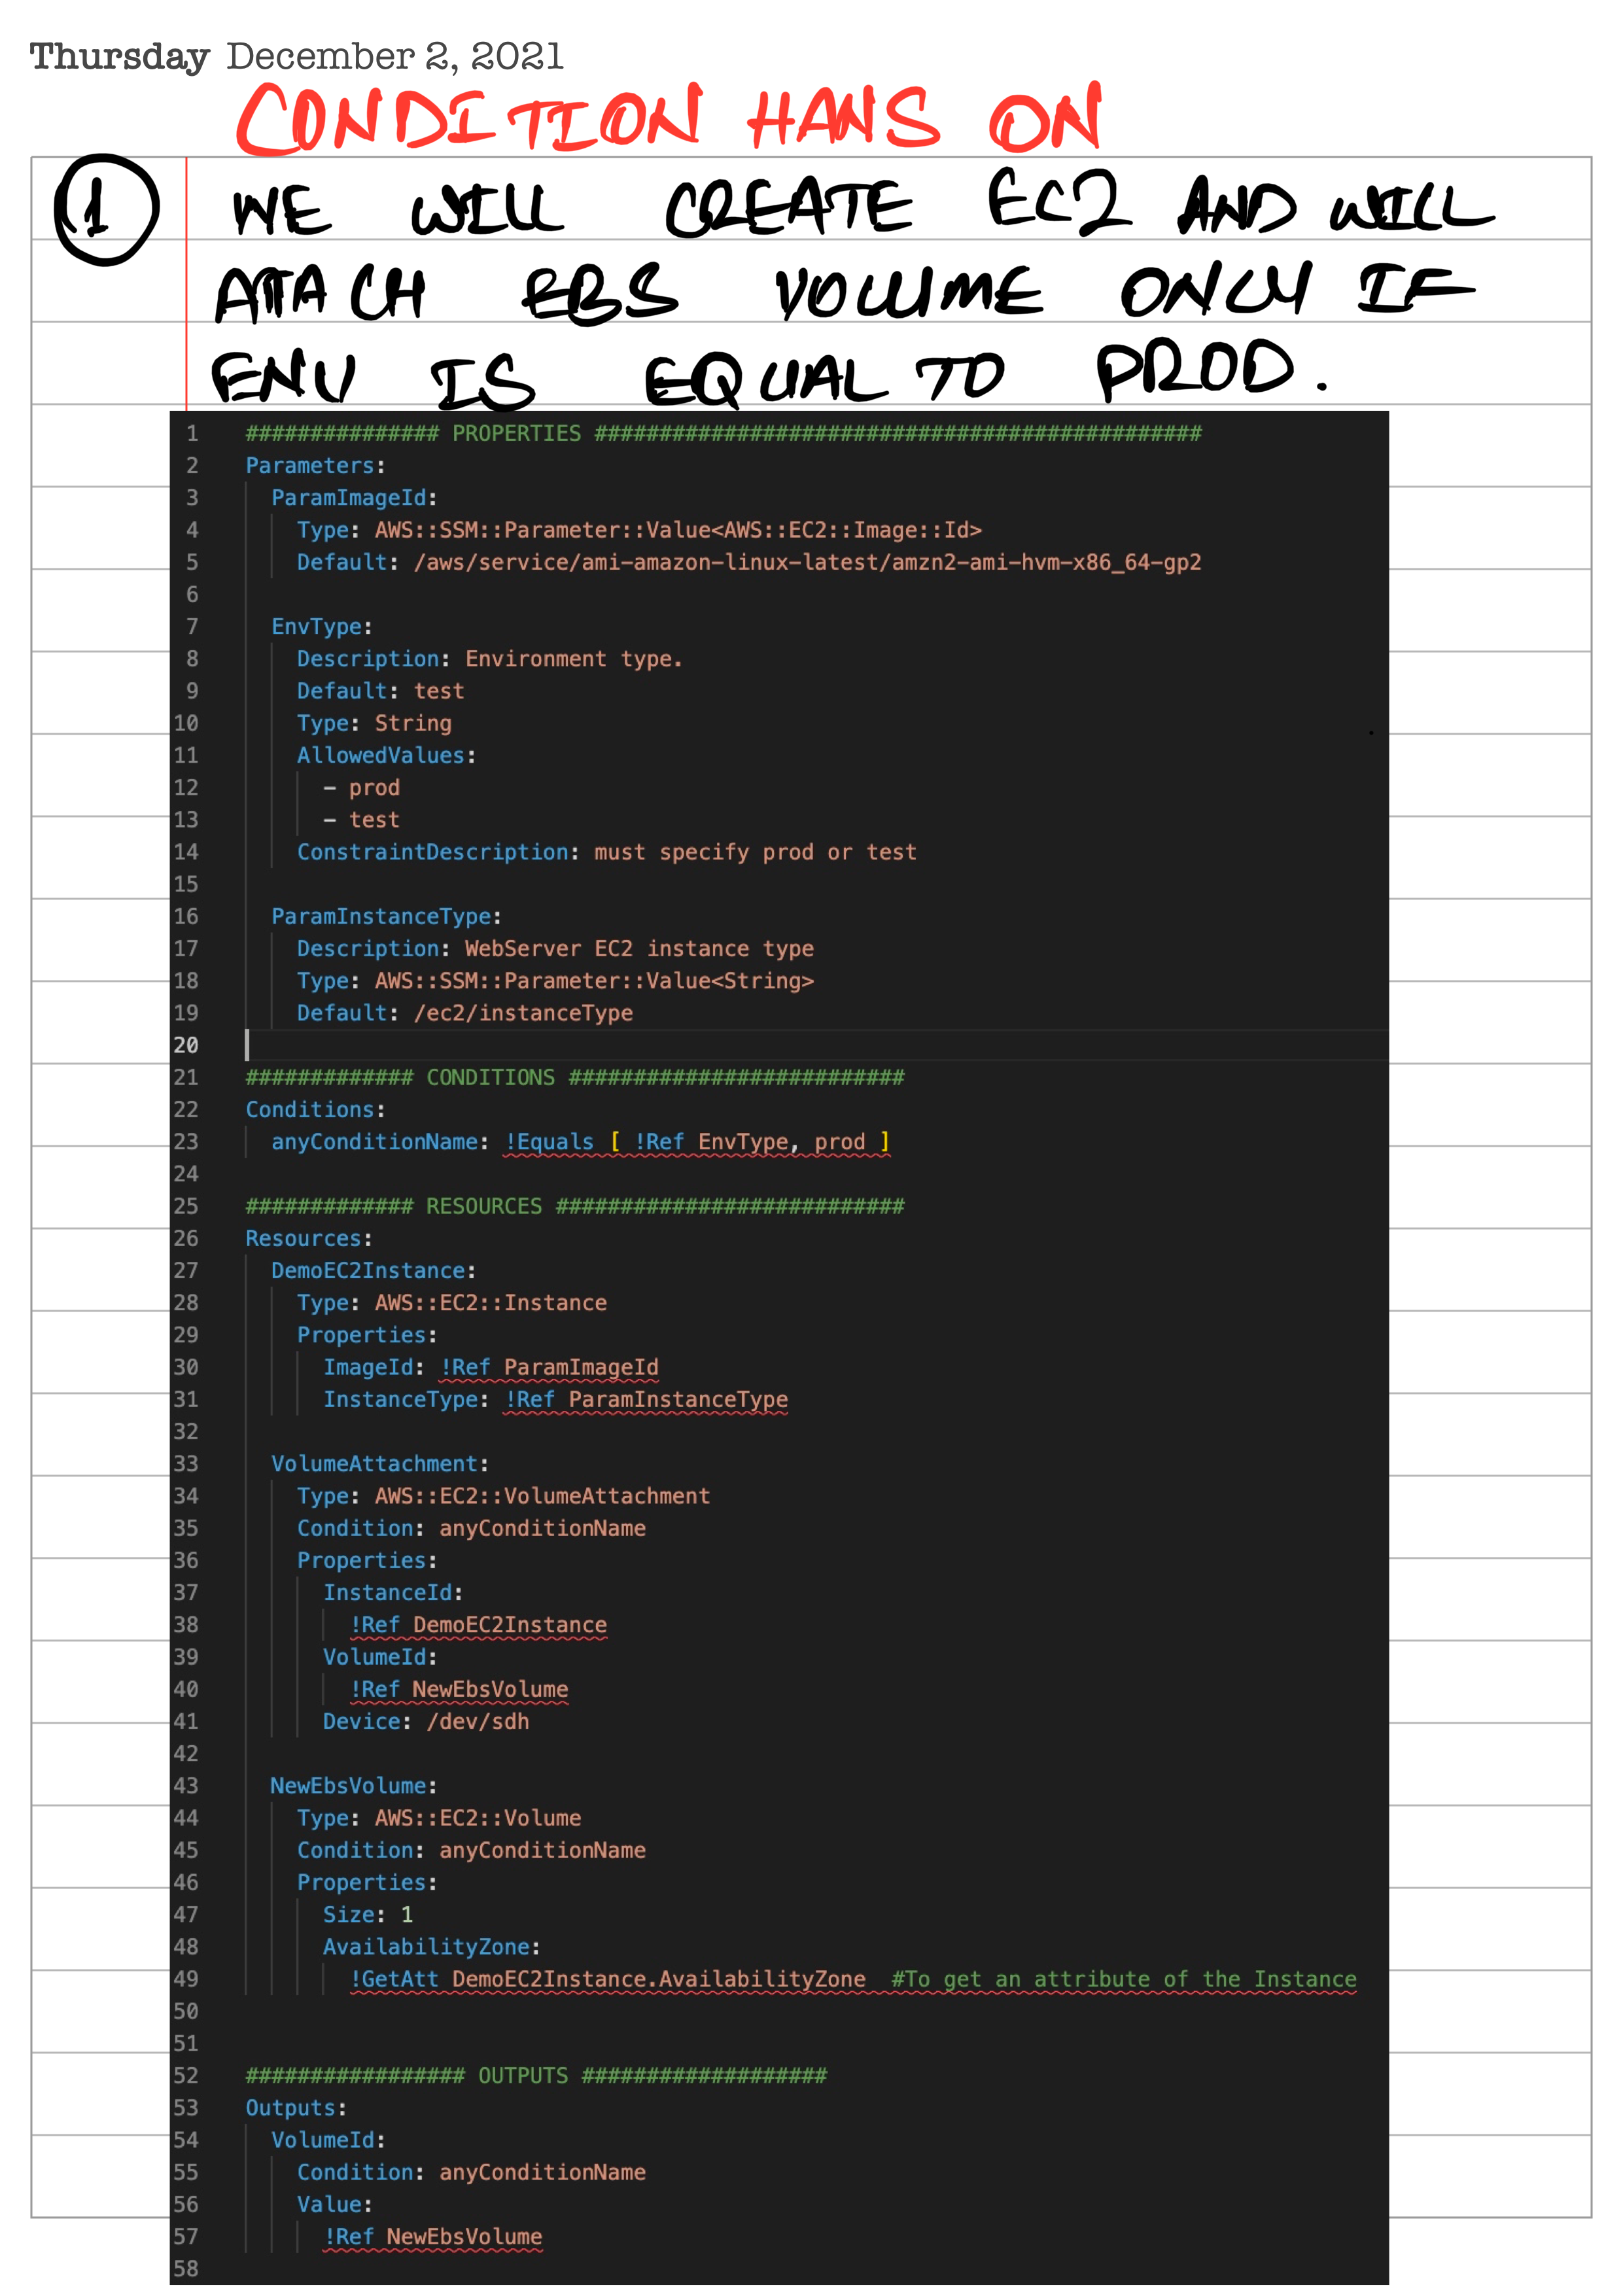 Thursday December 2, 2021
CONDITION HANS ON
1 WE WILL CREATE EC2 AND WILL
ATTACH EBS VOLUME ONLY IF
ENV IS EQUAL TO PROD.
1 ############### PROPERTIES ###############################################
2 Parameters:
3 ParamImageId:
4 Type: AWS::SSM::Parameter::Value<AWS::EC2::Image::Id>
5 Default: /aws/service/ami-amazon-linux-latest/amzn2-ami-hvm-x86_64-gp2
6
7 EnvType:
8 Description: Environment type.
9 Default: test
10 Type: String
11 AllowedValues:
12 - prod
13 - test
14 ConstraintDescription: must specify prod or test
15
16 ParamInstanceType:
17 Description: WebServer EC2 instance type
18 Type: AWS::SSM::Parameter::Value<String>
19 Default: /ec2/instanceType
20
21 ############# CONDITIONS ##########################
22 Conditions:
23 anyConditionName: !Equals [ !Ref EnvType, prod ]
24
25 ############# RESOURCES ###########################
26 Resources:
27 DemoEC2Instance:
28 Type: AWS::EC2::Instance
29 Properties:
30 ImageId: !Ref ParamImageId
31 InstanceType: !Ref ParamInstanceType
32
33 VolumeAttachment:
34 Type: AWS::EC2::VolumeAttachment
35 Condition: anyConditionName
36 Properties:
37 InstanceId:
38 !Ref DemoEC2Instance
39 VolumeId:
40 !Ref NewEbsVolume
41 Device: /dev/sdh
42
43 NewEbsVolume:
44 Type: AWS::EC2::Volume
45 Condition: anyConditionName
46 Properties:
47 Size: 1
48 AvailabilityZone:
49 !GetAtt DemoEC2Instance.AvailabilityZone #To get an attribute of the Instance
50
51
52 ################# OUTPUTS ###################
53 Outputs:
54 VolumeId:
55 Condition: anyConditionName
56 Value:
57 !Ref NewEbsVolume
58